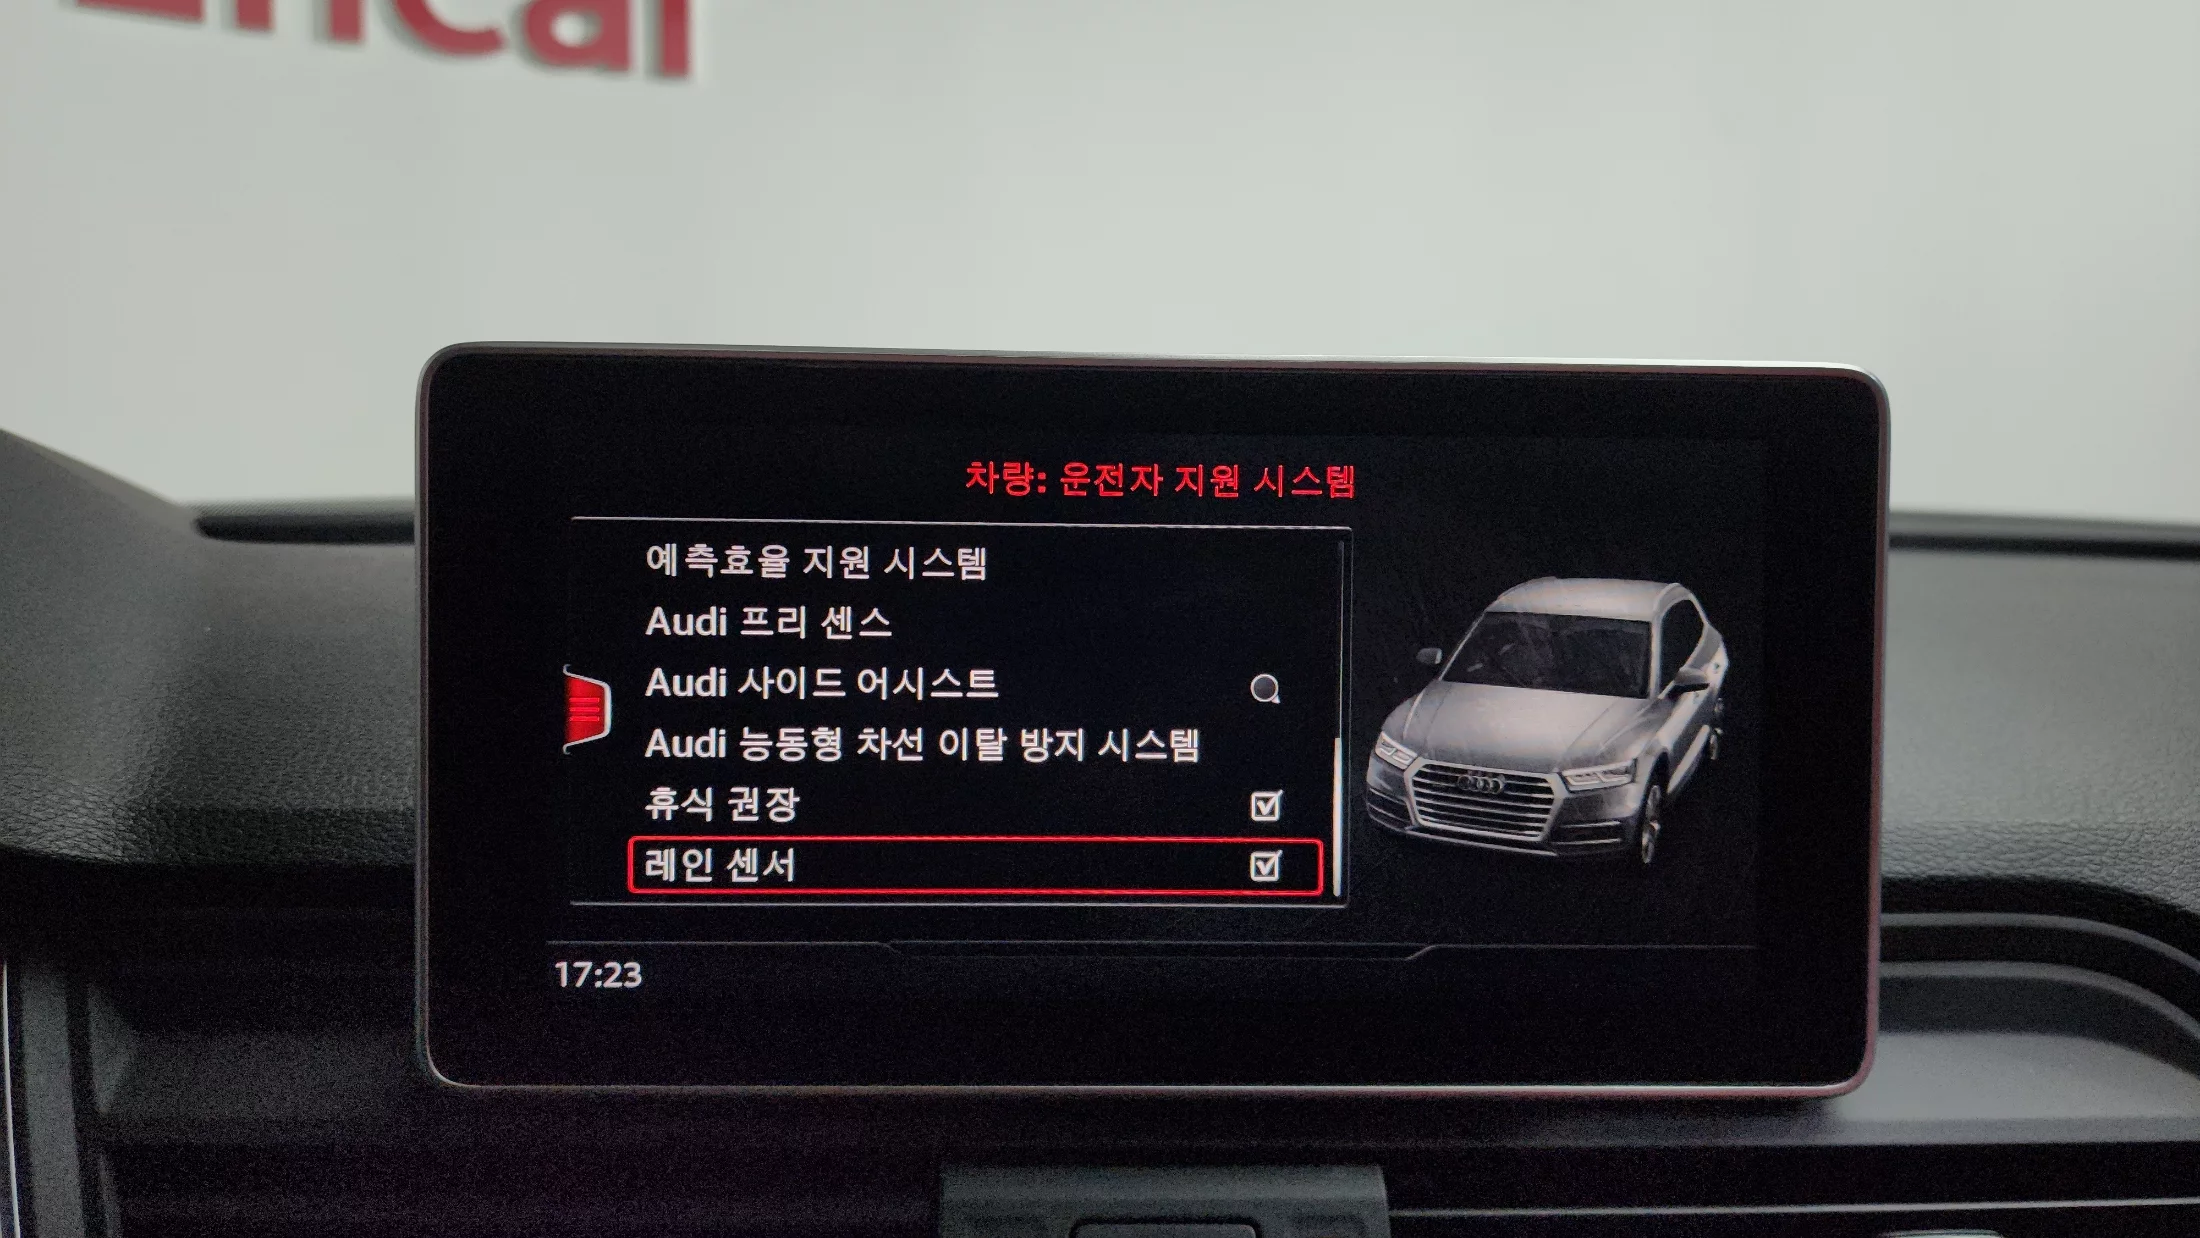 Encar
차량: 운전자 지원 시스템
예측효율 지원 시스템
Audi 프리 센스
Audi 사이드 어시스트
Audi 능동형 차선 이탈 방지 시스템
휴식 권장
레인 센서
17:23